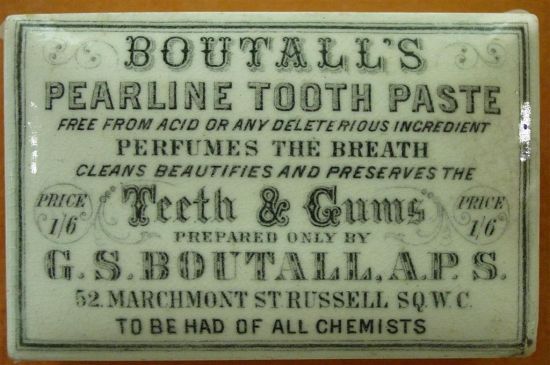 BOUTALL'S
PEARLINE TOOTH PASTE
FREE FROM ACID OR ANY DELETERIOUS INGREDIENT
PERFUMES THE BREATH
CLEANS BEAUTIFIES AND PRESERVES THE
PRICE 1/6
Teeth & Gums
PRICE 1/6
PREPARED ONLY BY
G.S. BOUTALL, A.P.S.
52. MARCHMONT ST RUSSELL SQ. W.C.
TO BE HAD OF ALL CHEMISTS